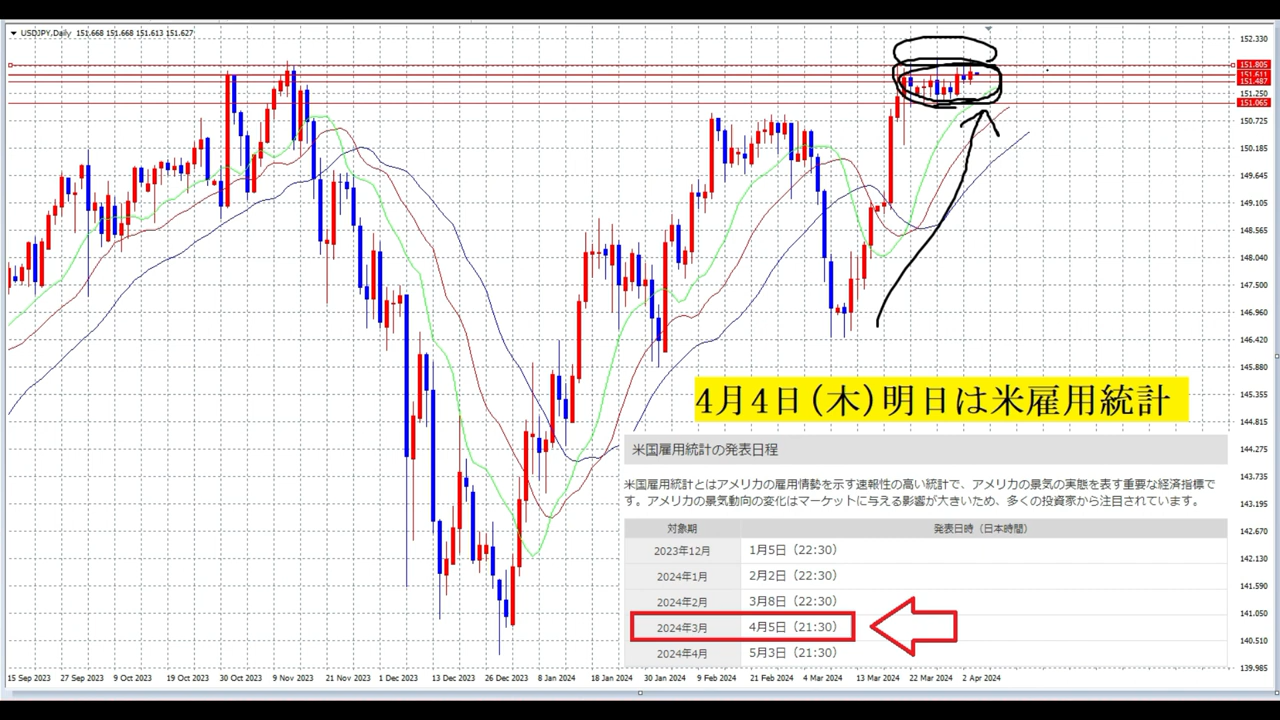 USDJPY,Daily 151.668 151.668 151.613 151.627
152.330
151.805
151.611
151.487
151.250
151.065
150.725
150.185
149.645
149.105
148.565
148.040
147.500
146.960
146.420
145.880
145.355
144.815
144.275
143.735
143.195
142.670
142.130
141.590
141.050
140.510
139.985
4月4日(木)明日は米雇用統計
米国雇用統計の発表日程
米国雇用統計とはアメリカの雇用情勢を示す速報性の高い統計で、アメリカの景気の実態を表す重要な経済指標で
す。アメリカの景気動向の変化はマーケットに与える影響が大きいため、多くの投資家から注目されています。
対象期 発表日時（日本時間）
2023年12月 1月5日（22:30）
2024年1月 2月2日（22:30）
2024年2月 3月8日（22:30）
2024年3月 4月5日（21:30）
2024年4月 5月3日（21:30）
15 Sep 2023 27 Sep 2023 9 Oct 2023 19 Oct 2023 30 Oct 2023 9 Nov 2023 21 Nov 2023 1 Dec 2023 13 Dec 2023 26 Dec 2023 8 Jan 2024 18 Jan 2024 30 Jan 2024 9 Feb 2024 21 Feb 2024 4 Mar 2024 13 Mar 2024 22 Mar 2024 2 Apr 2024